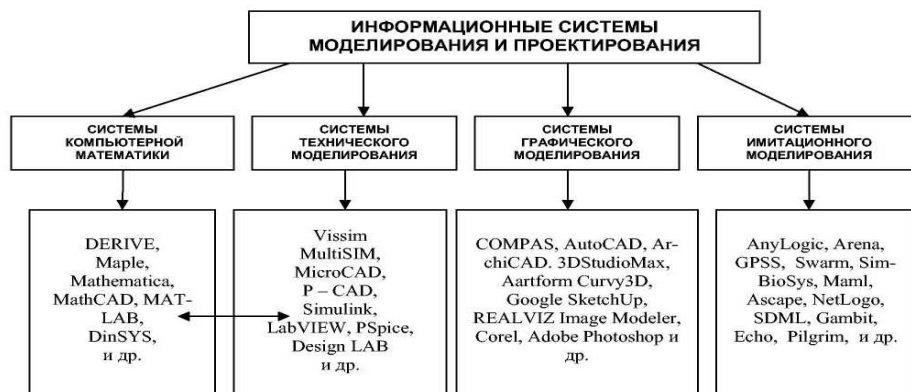 ИНФОРМАЦИОННЫЕ СИСТЕМЫ
МОДЕЛИРОВАНИЯ И ПРОЕКТИРОВАНИЯ
СИСТЕМЫ
КОМПЬЮТЕРНОЙ
МАТЕМАТИКИ
СИСТЕМЫ
ТЕХНИЧЕСКОГО
МОДЕЛИРОВАНИЯ
СИСТЕМЫ
ГРАФИЧЕСКОГО
МОДЕЛИРОВАНИЯ
СИСТЕМЫ
ИМИТАЦИОННОГО
МОДЕЛИРОВАНИЯ
DERIVE,
Maple,
Mathematica,
MathCAD, MAT-
LAB,
DinSYS,
и др.
Vissim
MultiSIM,
MicroCAD,
P – CAD,
Simulink,
LabVIEW, PSpice,
Design LAB
и др.
COMPAS, AutoCAD, Ar-
chiCAD. 3DStudioMax,
Aartform Curvy3D,
Google SketchUp,
REALVIZ Image Modeler,
Corel, Adobe Photoshop и
др.
AnyLogic, Arena,
GPSS, Swarm, Sim-
BioSys, Maml,
Ascape, NetLogo,
SDML, Gambit,
Echo, Pilgrim, и др.